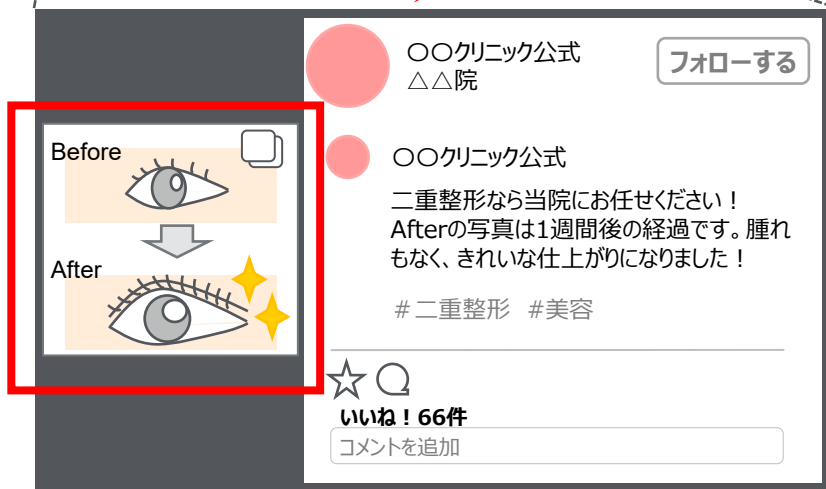 Before
After
〇〇クリニック公式
△△院
フォローする
〇〇クリニック公式
二重整形なら当院にお任せください！
Afterの写真は1週間後の経過です。腫れ
もなく、きれいな仕上がりになりました！
＃二重整形 #美容
いいね！66件
コメントを追加